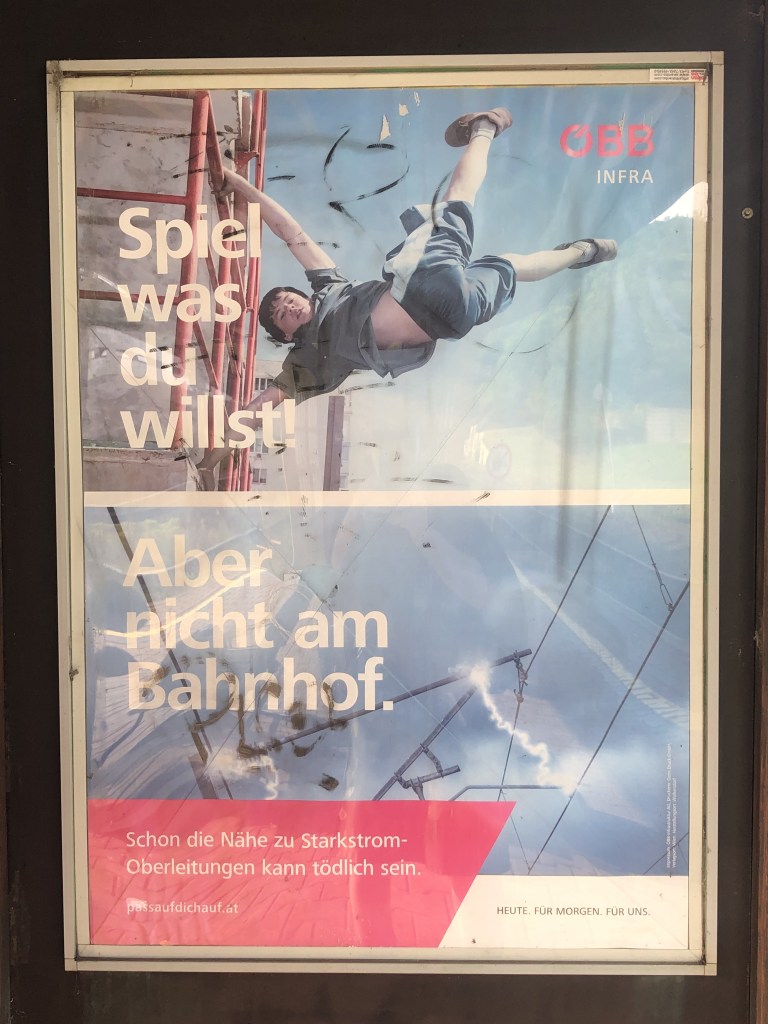 ÖBB
INFRA
Spiel
was
du
willst!
Aber
nicht am
Bahnhof.
Schon die Nähe zu Starkstrom-
Oberleitungen kann tödlich sein.
passaufdichauf.at
HEUTE. FÜR MORGEN. FÜR UNS.